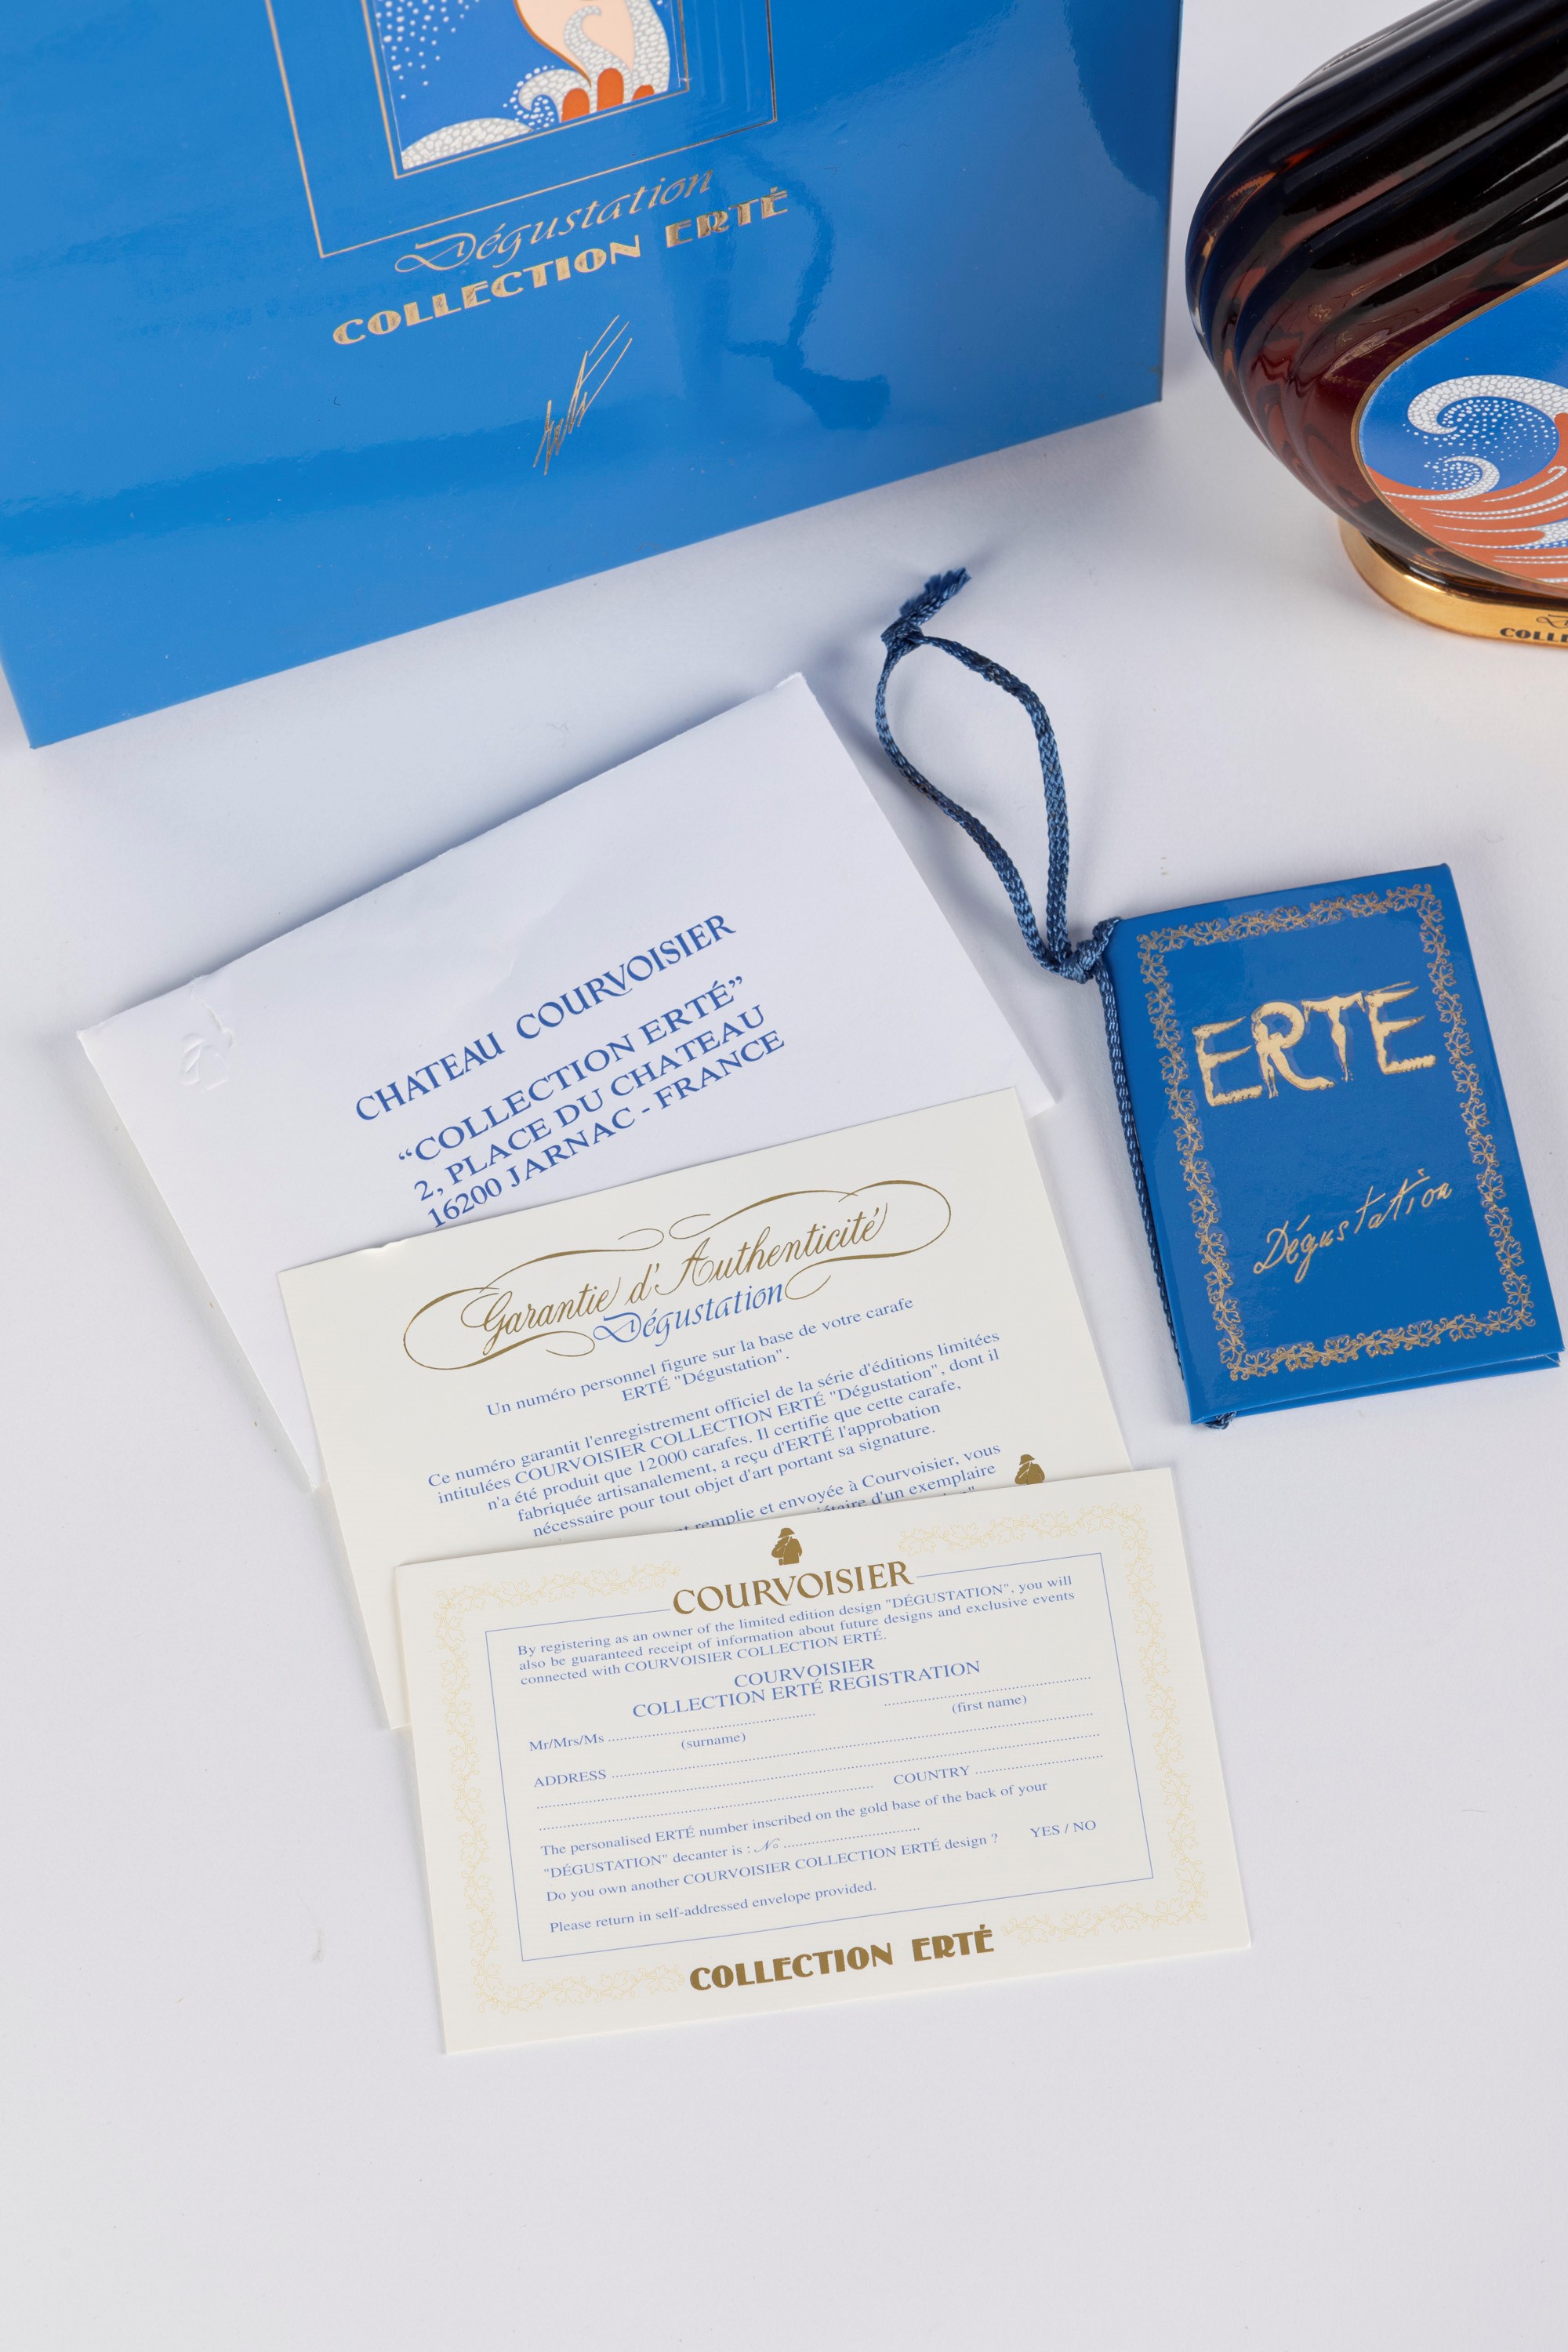 Dégustation
COLLECTION ERTÉ
COLLE
CHATEAU COURVOISIER
“COLLECTION ERTÉ”
2, PLACE DU CHATEAU
16200 JARNAC - FRANCE
ERTE
Dégustation
Garantie d'Authenticité
Dégustation
Un numéro personnel figure sur la base de votre carafe
ERTÉ "Dégustation".
Ce numéro garantit l'enregistrement officiel de la série d'éditions limitées
intitulées COURVOISIER COLLECTION ERTÉ "Dégustation", dont il
n'a été produit que 12000 carafes. Il certifie que cette carafe,
fabriquée artisanalement, a reçu d'ERTÉ l'approbation
nécessaire pour tout objet d'art portant sa signature.
remplie et envoyée à Courvoisier, vous
d'un exemplaire
COURVOISIER
By registering as an owner of the limited edition design "DÉGUSTATION", you will
also be guaranteed receipt of information about future designs and exclusive events
connected with COURVOISIER COLLECTION ERTÉ.
COURVOISIER
COLLECTION ERTÉ REGISTRATION
Mr/Mrs/Ms
(surname) (first name)
ADDRESS
COUNTRY
The personalised ERTÉ number inscribed on the gold base of the back of your
"DÉGUSTATION" decanter is : No
Do you own another COURVOISIER COLLECTION ERTÉ design ? YES / NO
Please return in self-addressed envelope provided.
COLLECTION ERTÉ